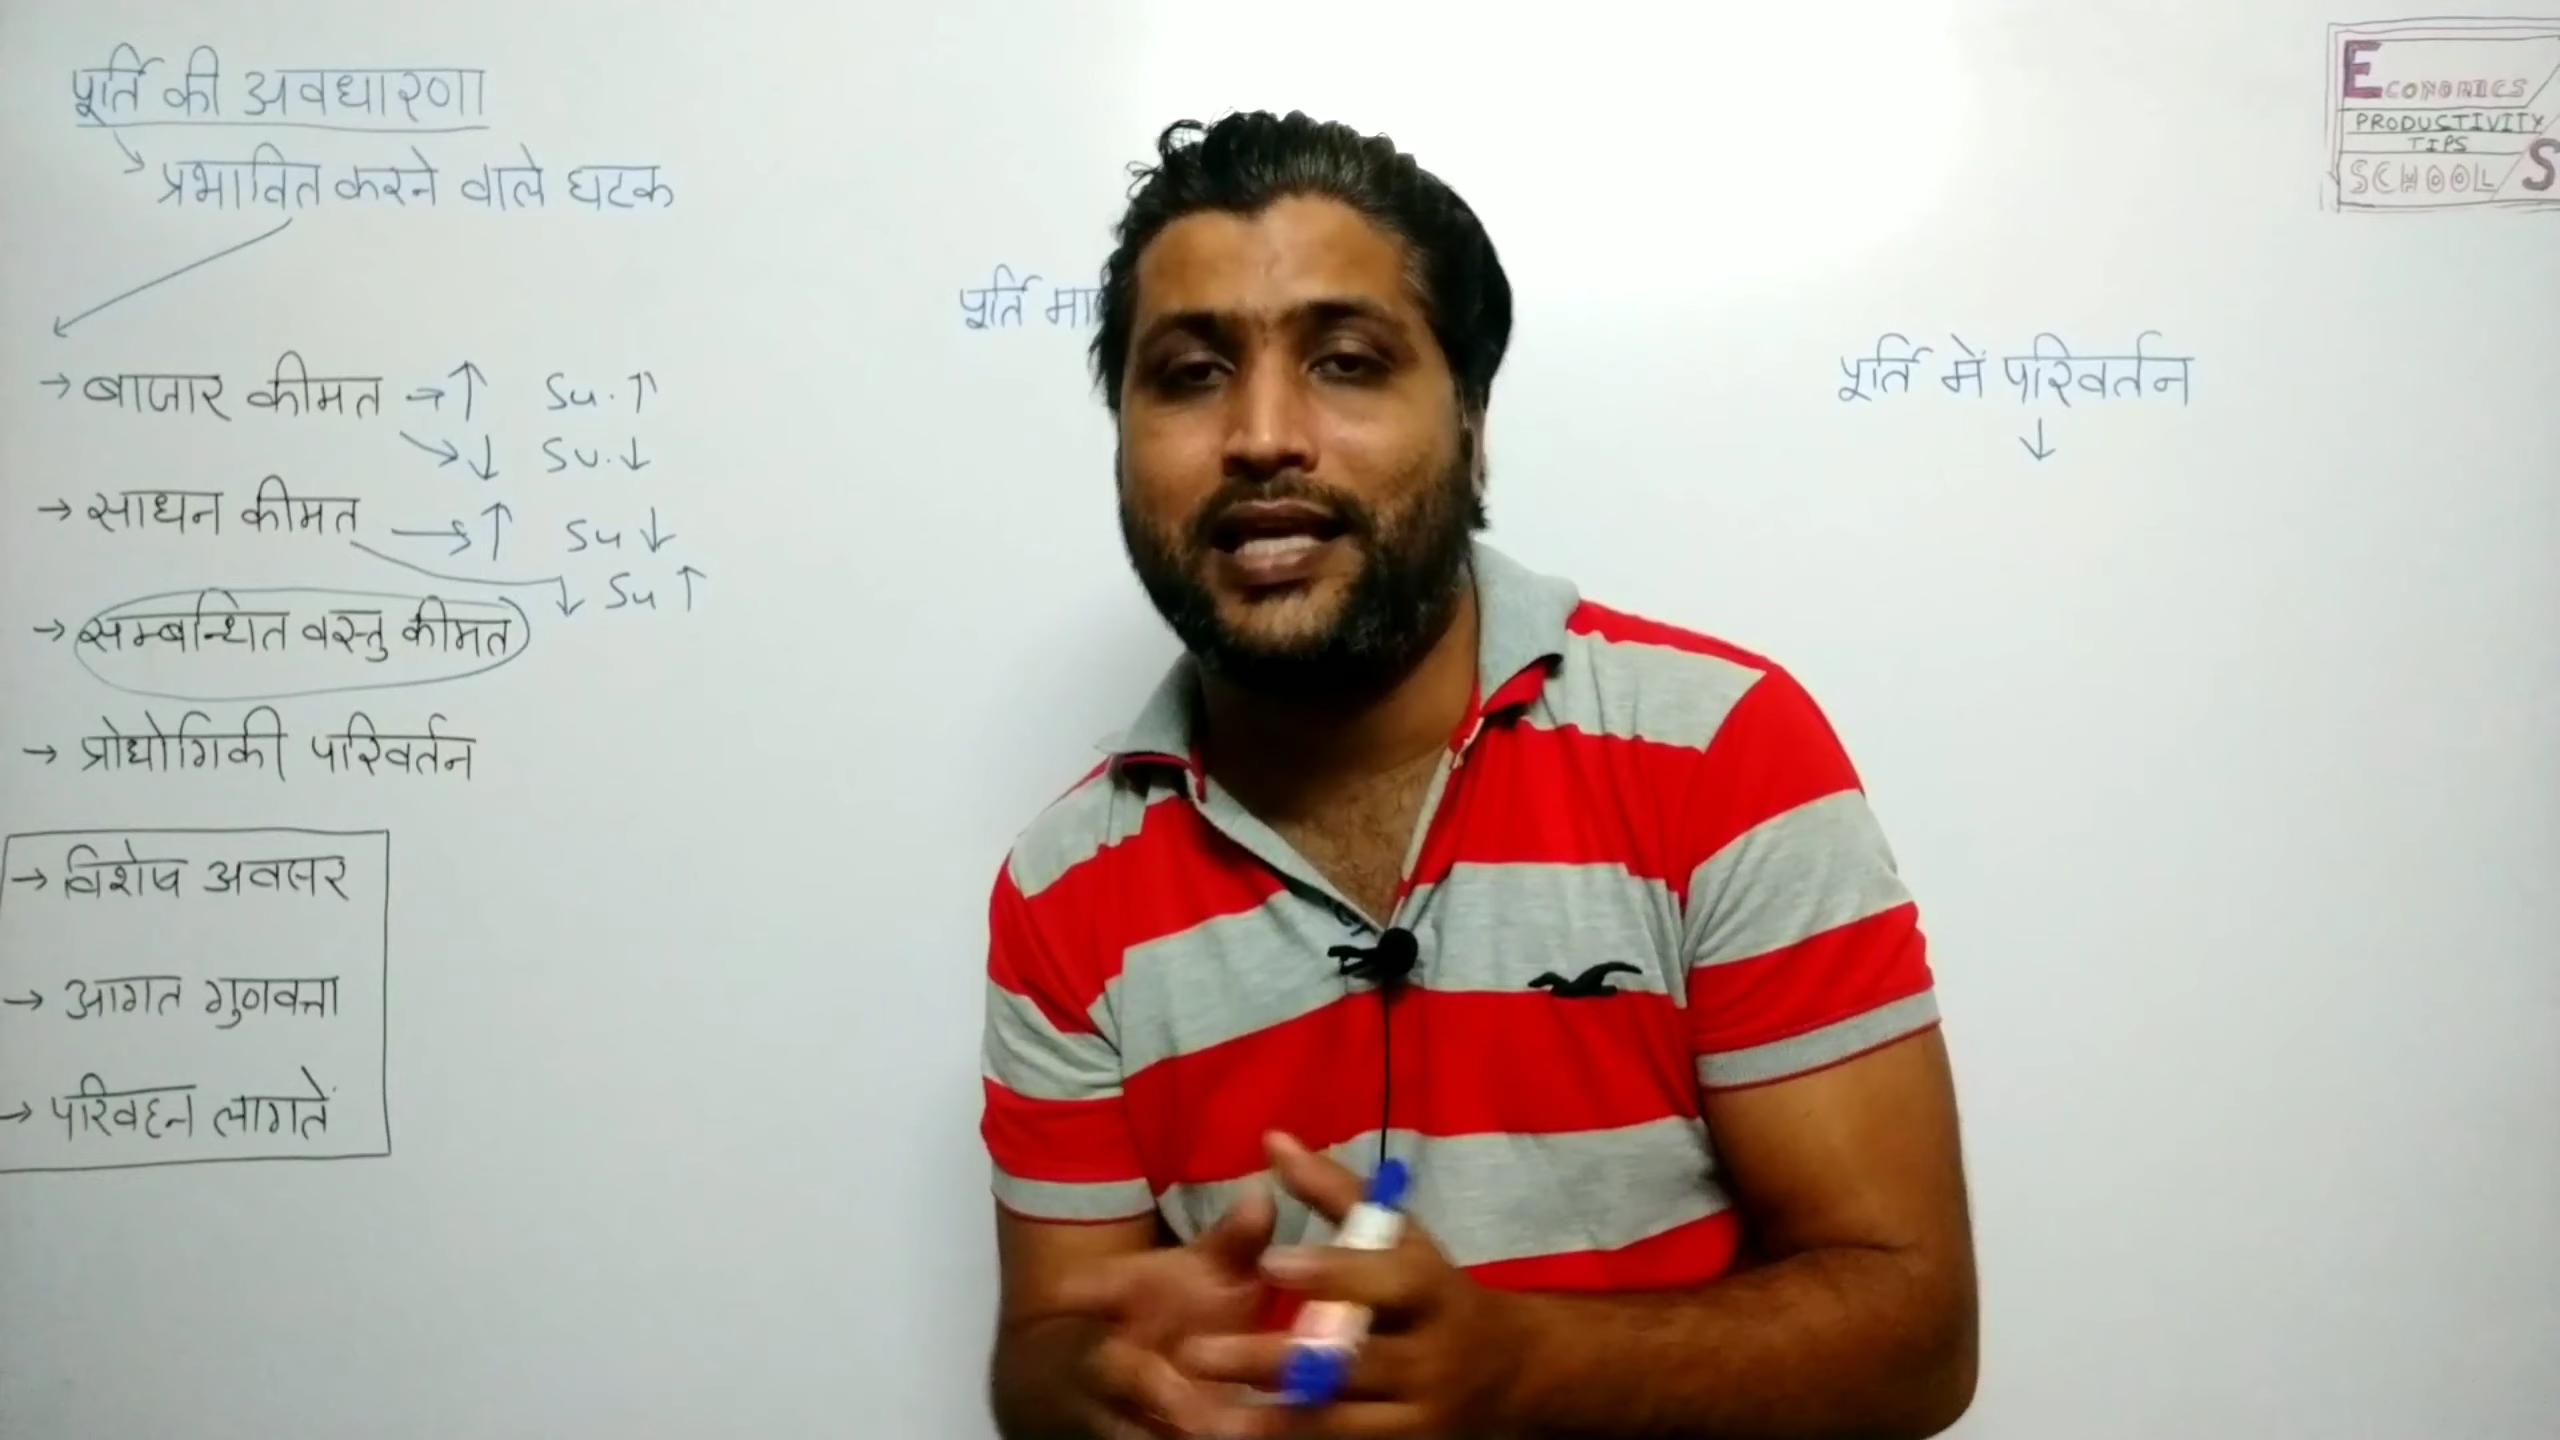 पूर्ति की अवधारणा
प्रभावित करने वाले घटक
→ बाजार कीमत → ↑ Su. ↑
↓ Su. ↓
→ साधन कीमत → ↑ Su ↓
↓ Su ↑
→ सम्बन्धित वस्तु कीमत
→ प्रोद्योगिकी परिवर्तन
→ विशेष अवसर
→ आगत गुणवत्ता
→ परिवहन लागतें
पूर्ति
पूर्ति में परिवर्तन
↓
ECONOMICS
PRODUCTIVITY
TIPS
SCHOOL S